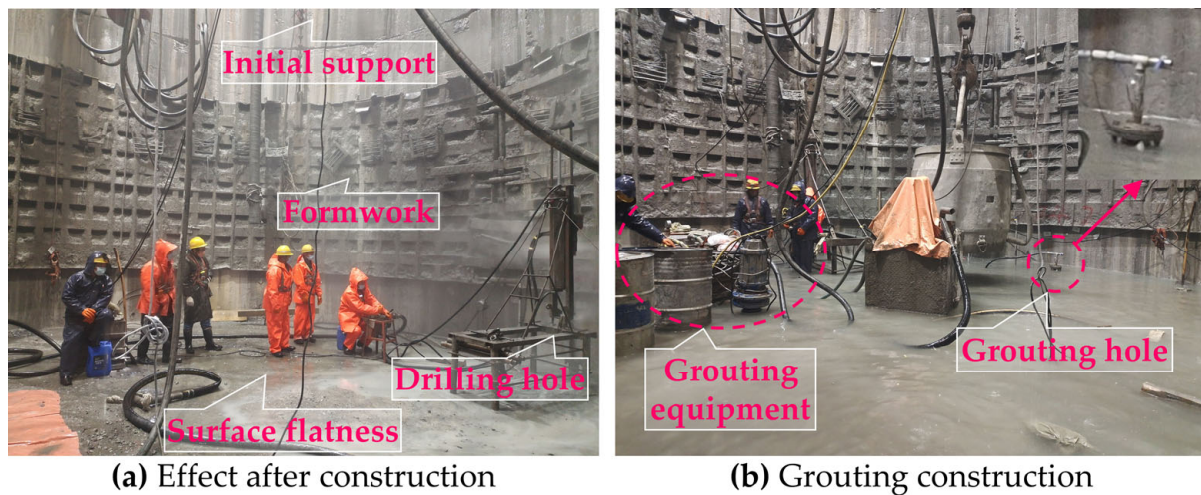 Initial support
Formwork
Drilling hole
Surface flatness
(a) Effect after construction
Grouting hole
Grouting
equipment
(b) Grouting construction